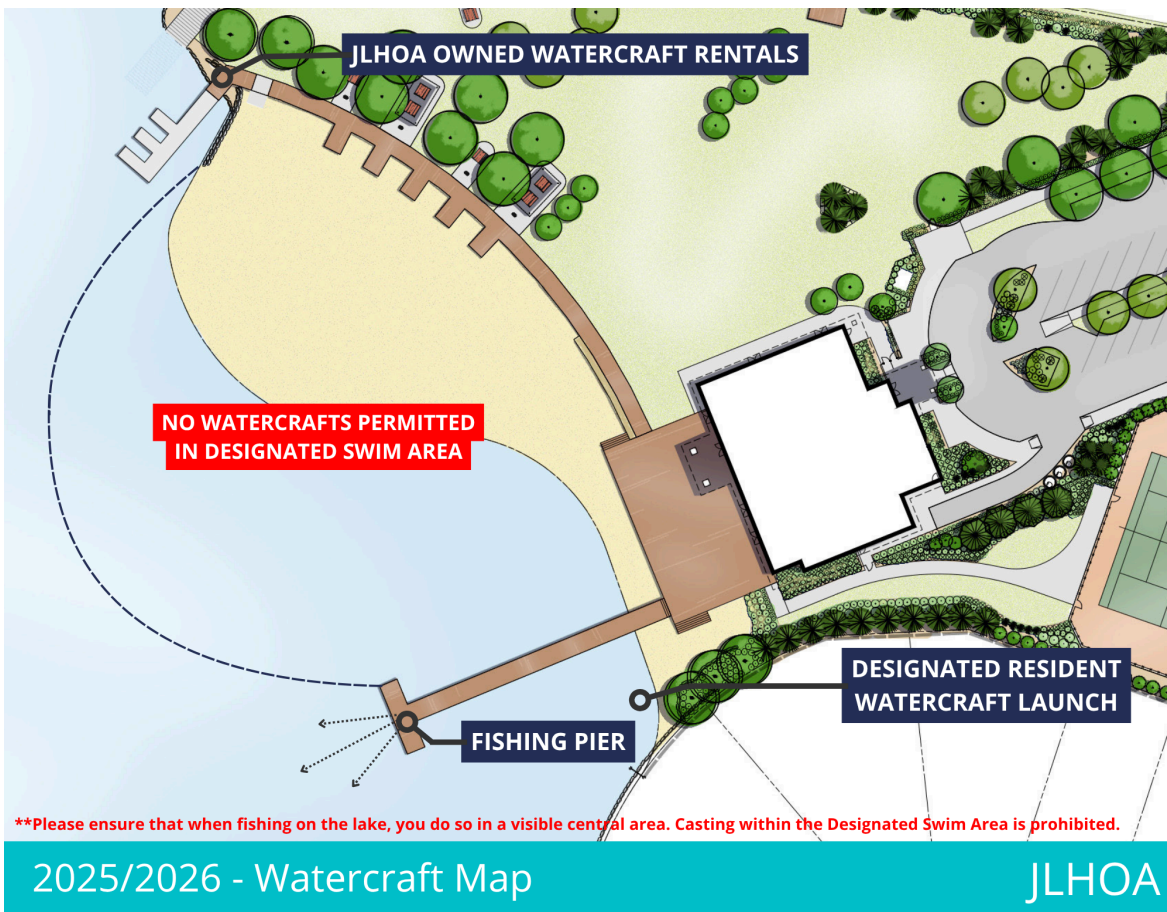 JLHOA OWNED WATERCRAFT RENTALS
NO WATERCRAFTS PERMITTED
IN DESIGNATED SWIM AREA
DESIGNATED RESIDENT
WATERCRAFT LAUNCH
FISHING PIER
**Please ensure that when fishing on the lake, you do so in a visible central area. Casting within the Designated Swim Area is prohibited.
2025/2026 - Watercraft Map
JLHOA